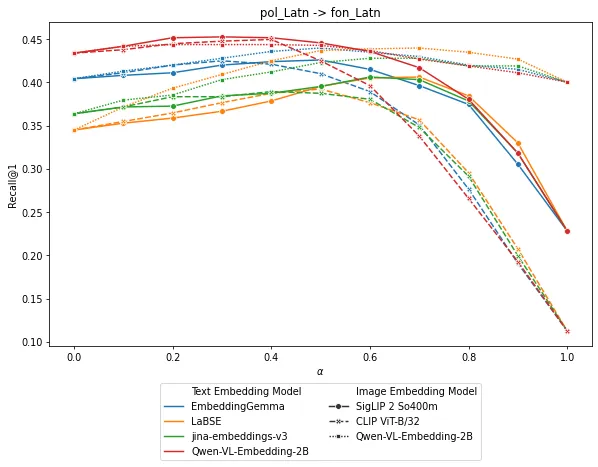 pol_Latn -> fon_Latn
Recall@1
0.45
0.40
0.35
0.30
0.25
0.20
0.15
0.10
0.0 0.2 0.4 0.6 0.8 1.0
α
Text Embedding Model Image Embedding Model
EmbeddingGemma SigLIP 2 So400m
LaBSE CLIP ViT-B/32
jina-embeddings-v3 Qwen-VL-Embedding-2B
Qwen-VL-Embedding-2B